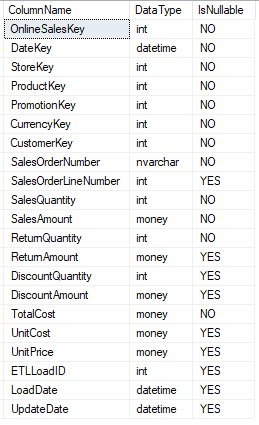 ColumnName DataType IsNullable
OnlineSalesKey int NO
DateKey datetime NO
StoreKey int NO
ProductKey int NO
PromotionKey int NO
CurrencyKey int NO
CustomerKey int NO
SalesOrderNumber nvarchar NO
SalesOrderLineNumber int YES
SalesQuantity int NO
SalesAmount money NO
ReturnQuantity int NO
ReturnAmount money YES
DiscountQuantity int YES
DiscountAmount money YES
TotalCost money NO
UnitCost money YES
UnitPrice money YES
ETLLoadID int YES
LoadDate datetime YES
UpdateDate datetime YES